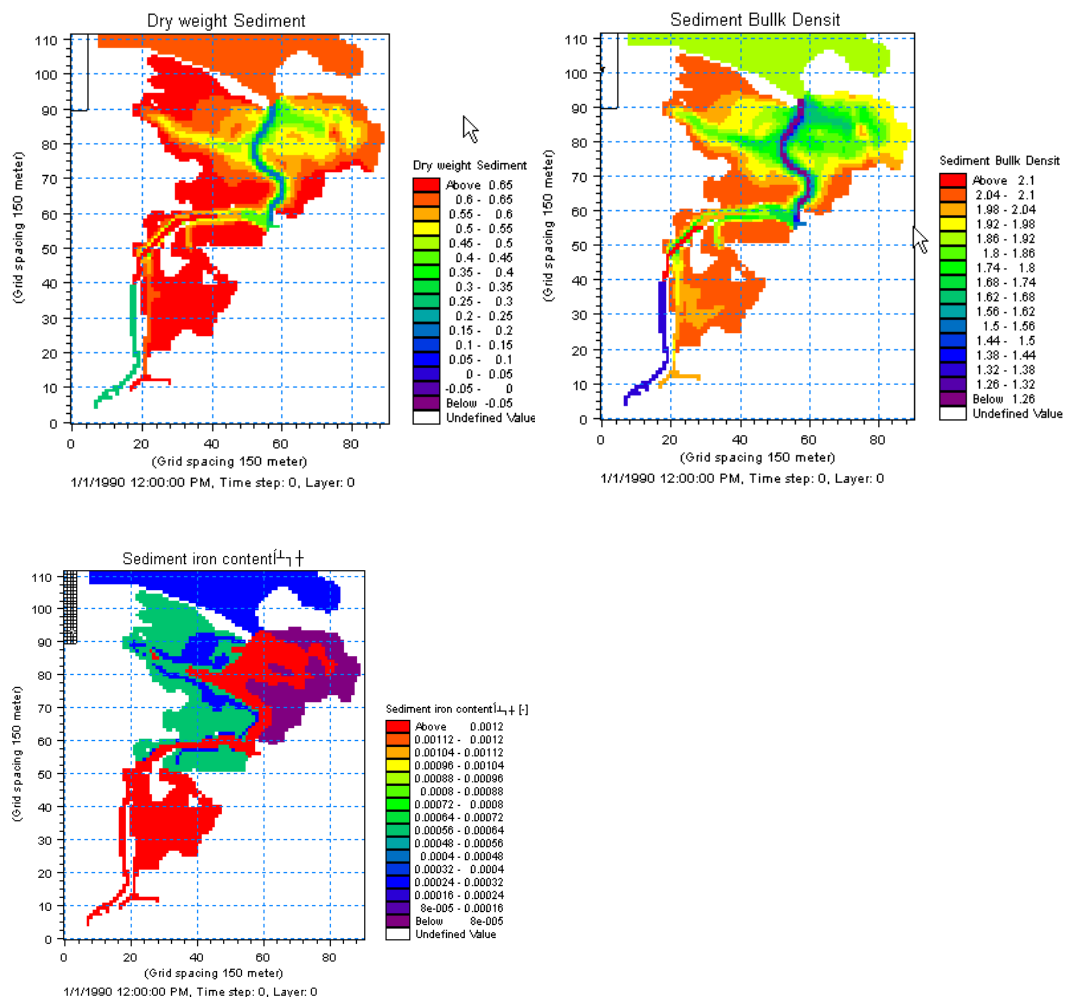 Dry weight Sediment
110
100
90
80
70
60
50
40
30
20
10
0
(Grid spacing 150 meter)
0 20 40 60 80
(Grid spacing 150 meter)
1/1/1990 12:00:00 PM, Time step: 0, Layer: 0
Dry weight Sediment
Above 0.65
0.6 - 0.65
0.55 - 0.6
0.5 - 0.55
0.45 - 0.5
0.4 - 0.45
0.35 - 0.4
0.3 - 0.35
0.25 - 0.3
0.2 - 0.25
0.15 - 0.2
0.1 - 0.15
0.05 - 0.1
0 - 0.05
-0.05 - 0
Below -0.05
Undefined Value
Sediment Bullk Densit
110
100
90
80
70
60
50
40
30
20
10
0
(Grid spacing 150 meter)
0 20 40 60 80
(Grid spacing 150 meter)
1/1/1990 12:00:00 PM, Time step: 0, Layer: 0
Sediment Bullk Densit
Above 2.1
2.04 - 2.1
1.98 - 2.04
1.92 - 1.98
1.86 - 1.92
1.8 - 1.86
1.74 - 1.8
1.68 - 1.74
1.62 - 1.68
1.56 - 1.62
1.5 - 1.56
1.44 - 1.5
1.38 - 1.44
1.32 - 1.38
1.26 - 1.32
Below 1.26
Undefined Value
Sediment iron contentÍ┴┐┼
110
100
90
80
70
60
50
40
30
20
10
0
(Grid spacing 150 meter)
0 20 40 60 80
(Grid spacing 150 meter)
1/1/1990 12:00:00 PM, Time step: 0, Layer: 0
Sediment iron contentÍ┴┐┼ [-]
Above 0.0012
0.00112 - 0.0012
0.00104 - 0.00112
0.00096 - 0.00104
0.00088 - 0.00096
0.0008 - 0.00088
0.00072 - 0.0008
0.00064 - 0.00072
0.00056 - 0.00064
0.00048 - 0.00056
0.0004 - 0.00048
0.00032 - 0.0004
0.00024 - 0.00032
0.00016 - 0.00024
8e-005 - 0.00016
Below 8e-005
Undefined Value